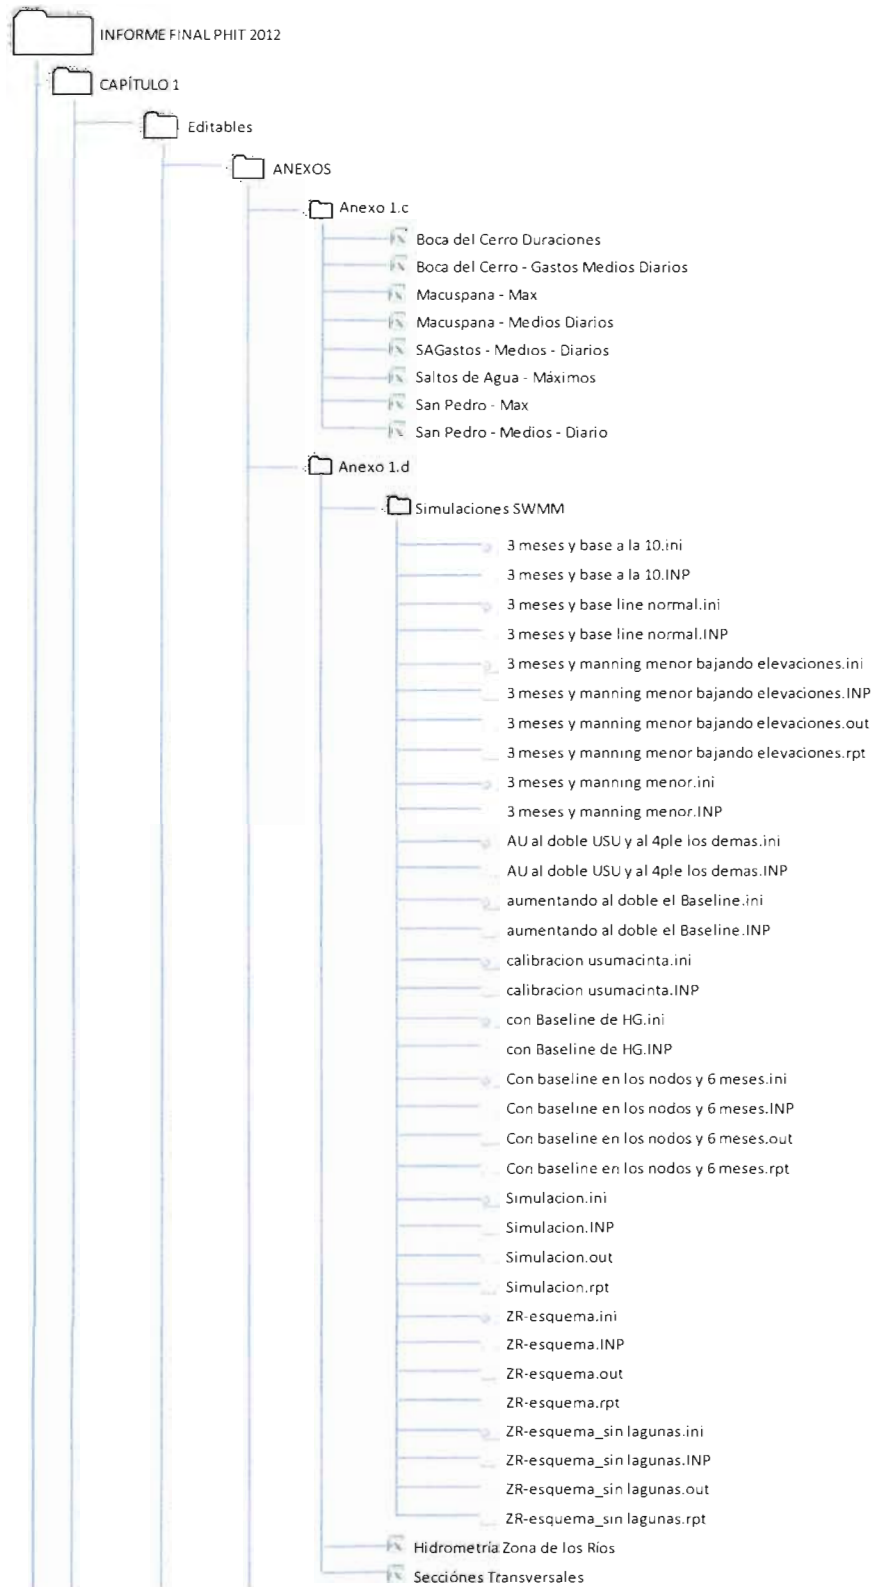 INFORME FINAL PHIT 2012
CAPÍTULO 1
Editables
ANEXOS
Anexo 1.c
Boca del Cerro Duraciones
Boca del Cerro - Gastos Medios Diarios
Macuspana - Max
Macuspana - Medios Diarios
SAGastos - Medios - Diarios
Saltos de Agua - Máximos
San Pedro - Max
San Pedro - Medios - Diario
Anexo 1.d
Simulaciones SWMM
3 meses y base a la 10.ini
3 meses y base a la 10.INP
3 meses y base line normal.ini
3 meses y base line normal.INP
3 meses y manning menor bajando elevaciones.ini
3 meses y manning menor bajando elevaciones.INP
3 meses y manning menor bajando elevaciones.out
3 meses y manning menor bajando elevaciones.rpt
3 meses y manning menor.ini
3 meses y manning menor.INP
AU al doble USU y al 4ple los demas.ini
AU al doble USU y al 4ple los demas.INP
aumentando al doble el Baseline.ini
aumentando al doble el Baseline.INP
calibracion usumacinta.ini
calibracion usumacinta.INP
con Baseline de HG.ini
con Baseline de HG.INP
Con baseline en los nodos y 6 meses.ini
Con baseline en los nodos y 6 meses.INP
Con baseline en los nodos y 6 meses.out
Con baseline en los nodos y 6 meses.rpt
Simulacion.ini
Simulacion.INP
Simulacion.out
Simulacion.rpt
ZR-esquema.ini
ZR-esquema.INP
ZR-esquema.out
ZR-esquema.rpt
ZR-esquema_sin lagunas.ini
ZR-esquema_sin lagunas.INP
ZR-esquema_sin lagunas.out
ZR-esquema_sin lagunas.rpt
Hidrometría Zona de los Ríos
Secciónes Transversales